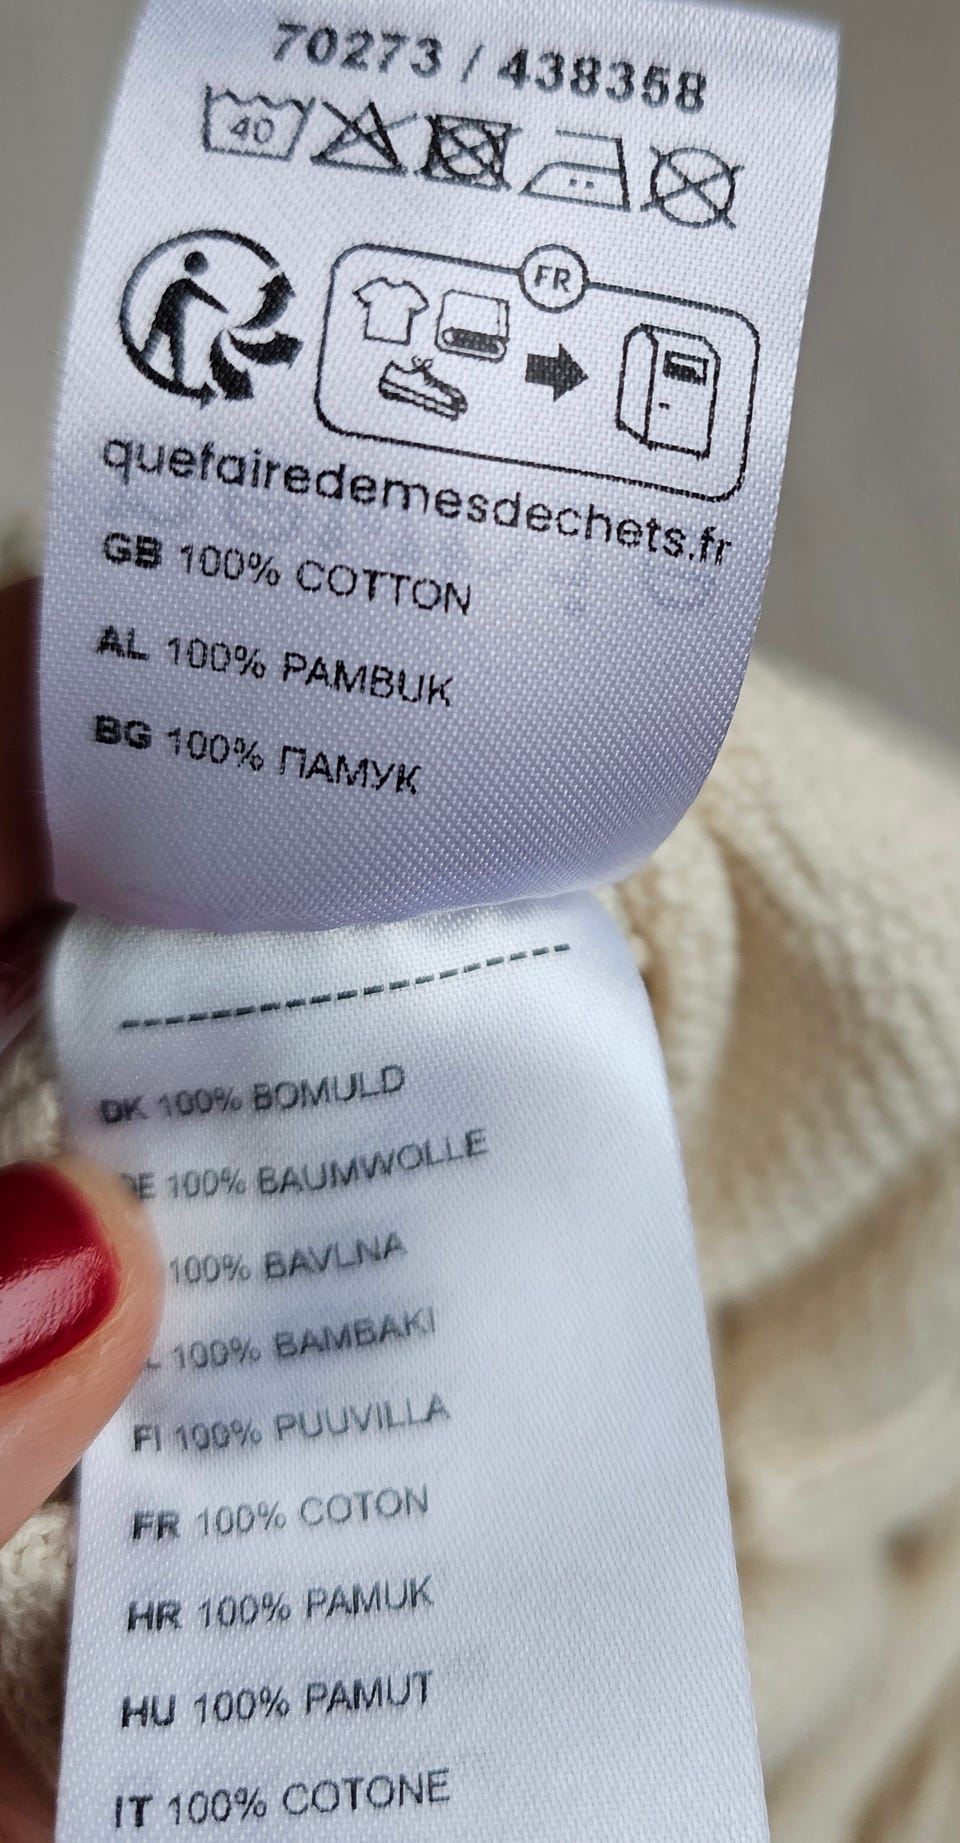 70273 / 438358
40
FR
quefairedemesdechets.fr
GB 100% COTTON
AL 100% PAMBUK
BG 100% ПАМУК
DK 100% BOMULD
DE 100% BAUMWOLLE
100% BAVLNA
100% BAMBAKI
FI 100% PUUVILLA
FR 100% COTON
HR 100% PAMUK
HU 100% PAMUT
IT 100% COTONE